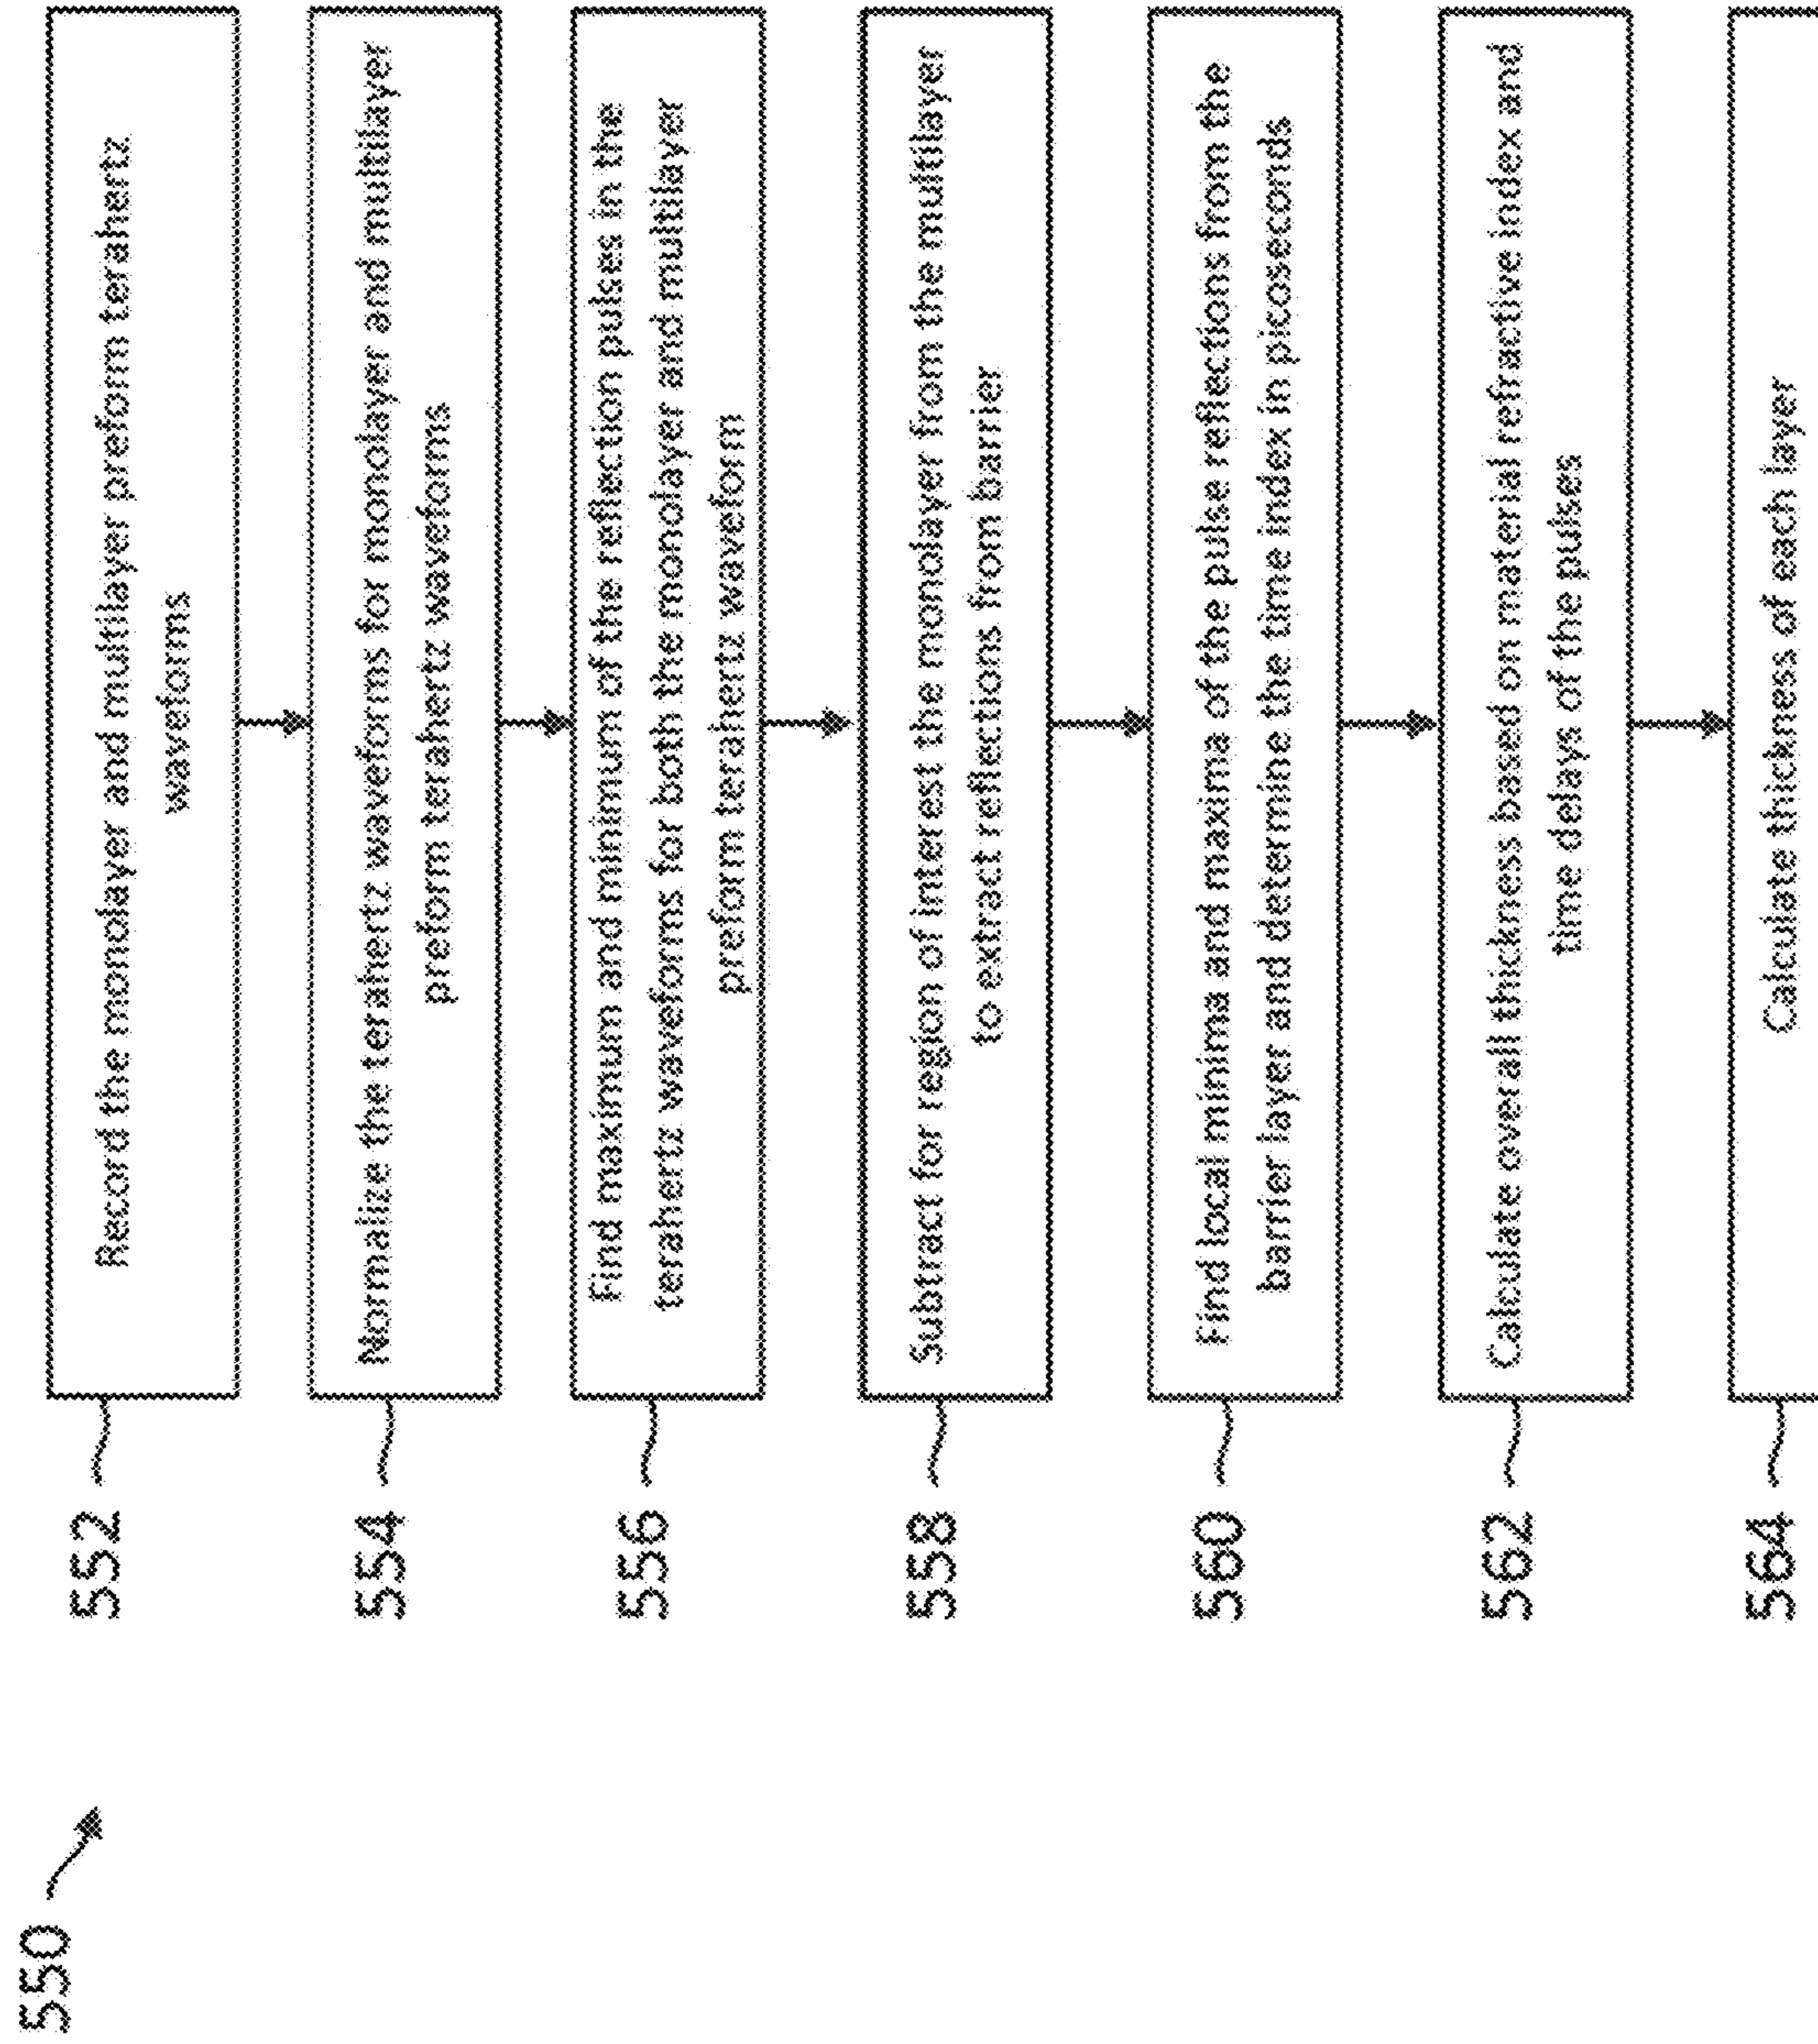 550
552
Record the monolayer and multilayer preform terahertz
waveforms
554
Normalize the terahertz waveforms for monolayer and multilayer
preform terahertz waveforms
556
Find maximum and minimum of the reflection pulses in the
terahertz waveforms for both the monolayer and multilayer
preform terahertz waveform
558
Subtract for region of interest the monolayer from the multilayer
to extract reflections from barrier
560
Find local minima and maxima of the pulse reflections from the
barrier layer and determine the time index in picoseconds
562
Calculate overall thickness based on material refractive index and
time delays of the pulses
564
Calculate thickness of each layer